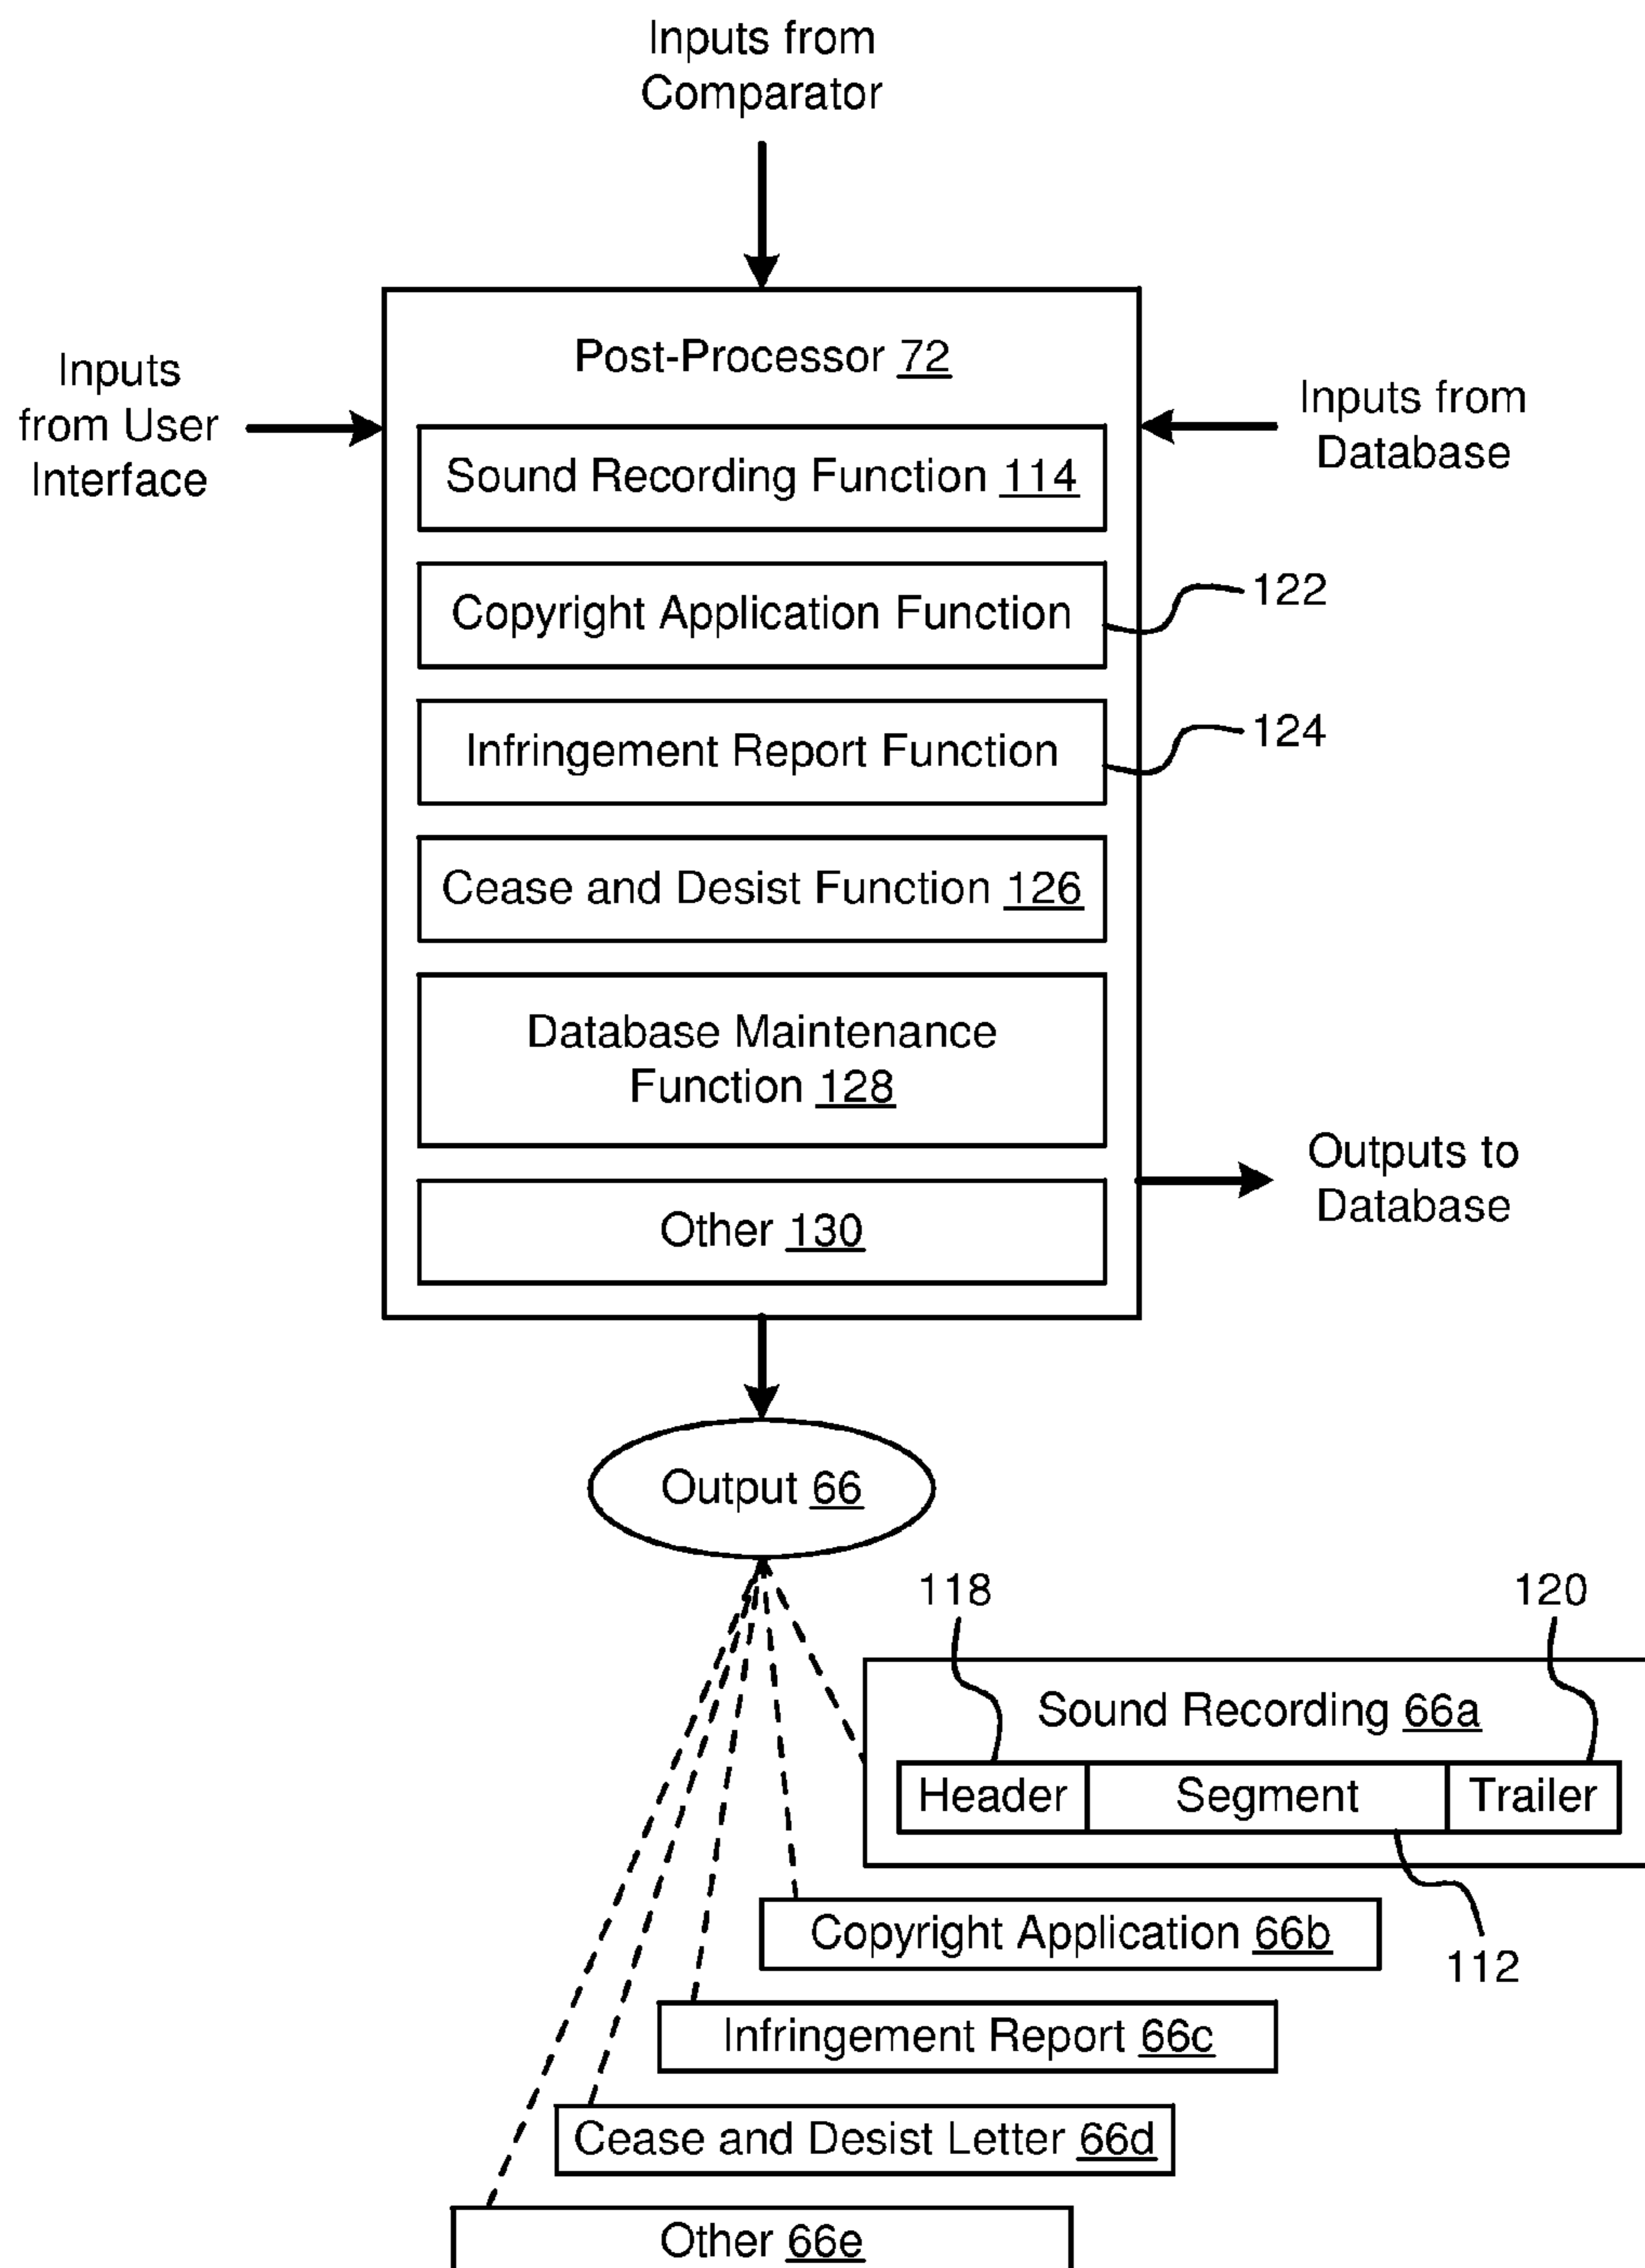 Inputs from
Comparator
Inputs
from User
Interface
Post-Processor 72
Inputs from
Database
Sound Recording Function 114
Copyright Application Function
122
Infringement Report Function
124
Cease and Desist Function 126
Database Maintenance
Function 128
Outputs to
Database
Other 130
Output 66
118
120
Sound Recording 66a
Header Segment Trailer
Copyright Application 66b
112
Infringement Report 66c
Cease and Desist Letter 66d
Other 66e